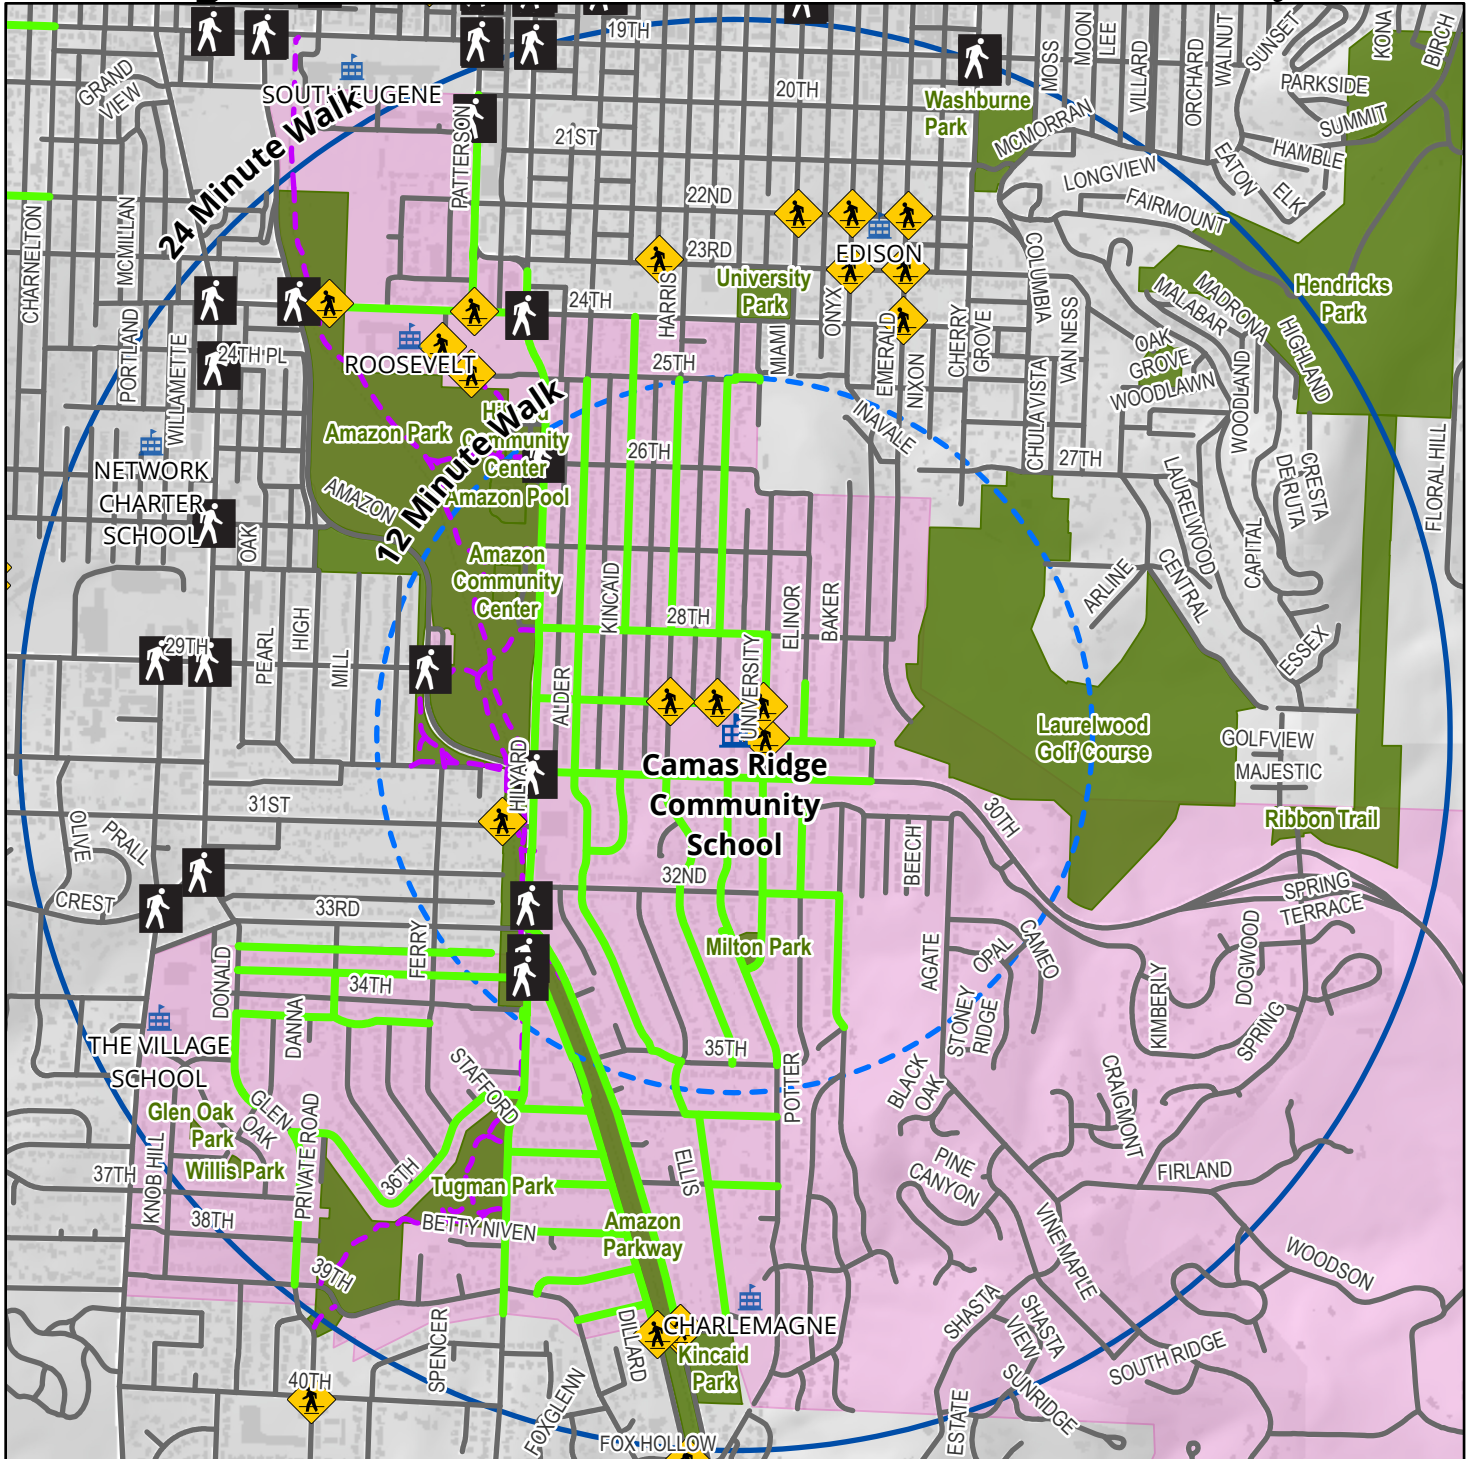 19TH
MOSS
MOON
LEE
VILLARD
ORCHARD
WALNUT
SUNSET
KONA
BIRCH
GRAND
VIEW
SOUTH EUGENE
20TH
PARKSIDE
Washburne
Park
MCMORRAN
SUMMIT
24 Minute Walk
PATTERSON
21ST
HAMBLE
EATON
ELK
LONGVIEW
FAIRMOUNT
CHARNELTON
MCMILLAN
22ND
23RD
EDISON
University
Park
HARRIS
COLUMBIA
Hendricks
Park
MALABAR
MADRONA
24TH
PORTLAND
WILLAMETTE
24TH PL
ROOSEVELT
25TH
MIAMI
ONYX
EMERALD
NIXON
CHERRY
GROVE
VAN NESS
CHULA VISTA
OAK
GROVE
WOODLAWN
WOODLAND
HIGHLAND
12 Minute Walk
Community
Center
Amazon Pool
Amazon Park
INAVALE
26TH
27TH
NETWORK
CHARTER
SCHOOL
AMAZON
OAK
LAURELWOOD
CAPITAL
CRESTA
DE RUTA
FLORAL HILL
Amazon
Community
Center
KINCAID
28TH
ELINOR
BAKER
ARLINE
CENTRAL
ESSEX
29TH
PEARL
HIGH
MILL
ALDER
UNIVERSITY
Laurelwood
Golf Course
GOLFVIEW
MAJESTIC
Ribbon Trail
HILYARD
Camas Ridge
Community
School
31ST
30TH
OLIVE
PRALL
CREST
BEECH
32ND
33RD
SPRING
TERRACE
FERRY
DONALD
34TH
DANNA
Milton Park
AGATE
OPAL
CAMEO
STONEY
RIDGE
KIMBERLY
DOGWOOD
SPRING
THE VILLAGE
SCHOOL
35TH
STAFFORD
POTTER
BLACK
OAK
CRAIGMONT
Glen Oak
Park
GLEN
OAK
Willis Park
37TH
KNOB HILL
PRIVATE ROAD
36TH
Tugman Park
ELLIS
PINE
CANYON
FIRLAND
38TH
BETTY NIVEN
Amazon
Parkway
VINE MAPLE
WOODSON
39TH
CHARLEMAGNE
SPENCER
DILLARD
Kincaid
Park
SHASTA
SHASTA
VIEW
SOUTH RIDGE
40TH
FOXGLENN
FOX HOLLOW
ESTATE
SUNRIDGE